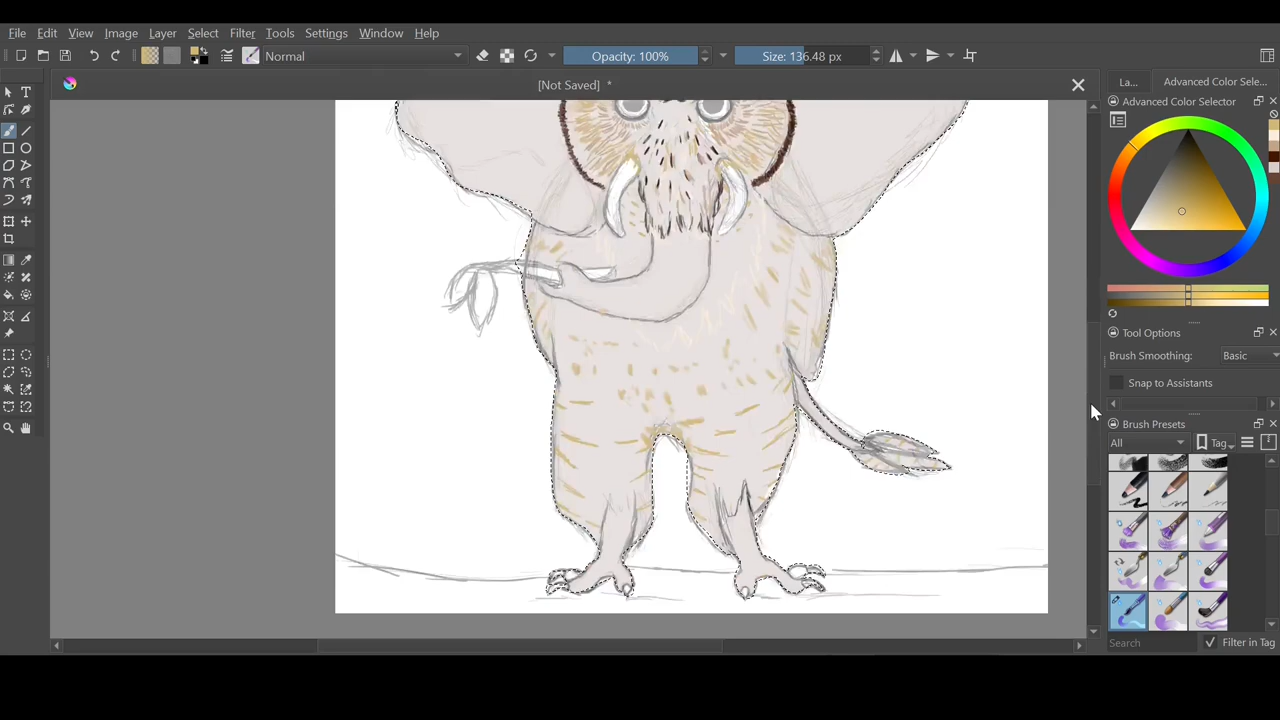 File Edit View Image Layer Select Filter Tools Settings Window Help
Normal Opacity: 100% Size: 136.48 px
[Not Saved] *
La... Advanced Color Sele...
Advanced Color Selector
Tool Options
Brush Smoothing: Basic
Snap to Assistants
Brush Presets
All Tag
Search Filter in Tag